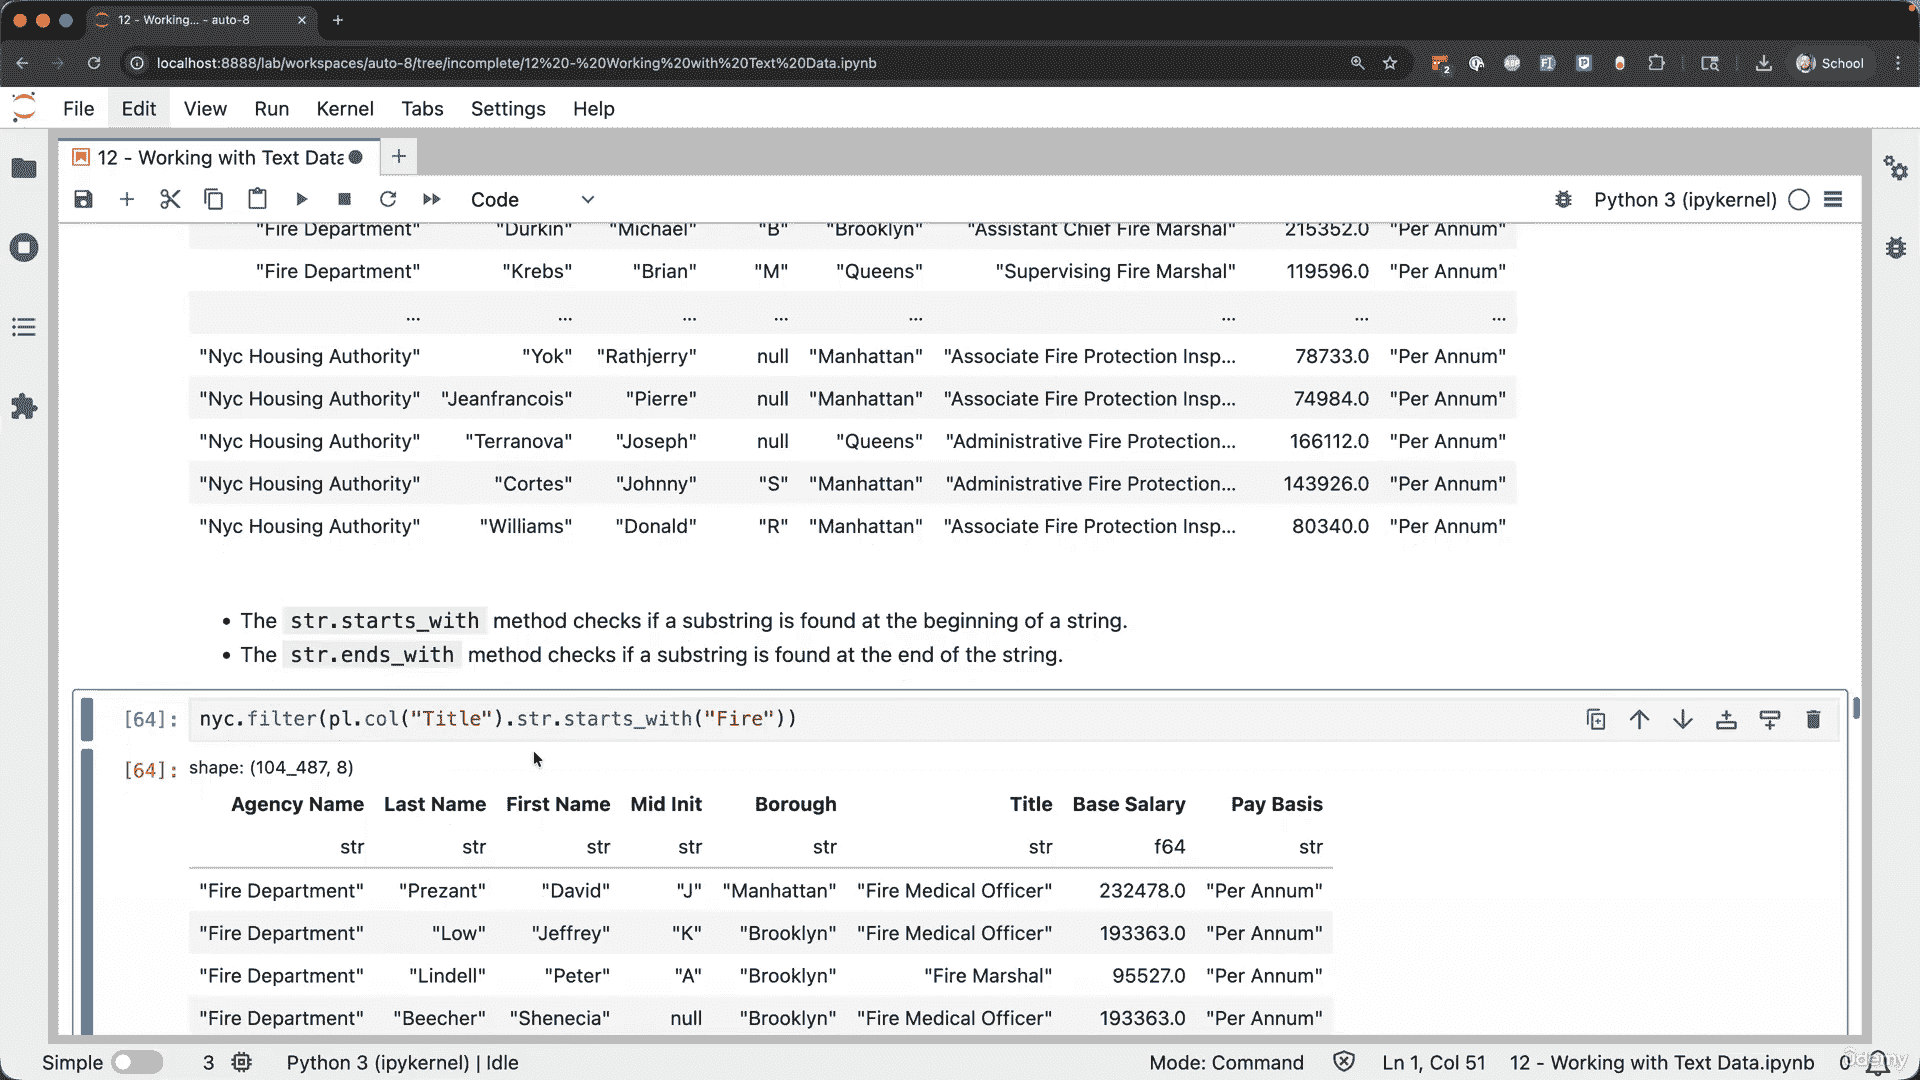 12 - Working... - auto-8
localhost:8888/lab/workspaces/auto-8/tree/incomplete/12%20-%20Working%20with%20Text%20Data.ipynb
2
ABP
School
File Edit View Run Kernel Tabs Settings Help
12 - Working with Text Data
Code
Python 3 (ipykernel)
"Fire Department" "Durkin" "Michael" "B" "Brooklyn" "Assistant Chief Fire Marshal" 215352.0 "Per Annum"
"Fire Department" "Krebs" "Brian" "M" "Queens" "Supervising Fire Marshal" 119596.0 "Per Annum"
… … … … … … … …
"Nyc Housing Authority" "Yok" "Rathjerry" null "Manhattan" "Associate Fire Protection Insp… 78733.0 "Per Annum"
"Nyc Housing Authority" "Jeanfrancois" "Pierre" null "Manhattan" "Associate Fire Protection Insp… 74984.0 "Per Annum"
"Nyc Housing Authority" "Terranova" "Joseph" null "Queens" "Administrative Fire Protection… 166112.0 "Per Annum"
"Nyc Housing Authority" "Cortes" "Johnny" "S" "Manhattan" "Administrative Fire Protection… 143926.0 "Per Annum"
"Nyc Housing Authority" "Williams" "Donald" "R" "Manhattan" "Associate Fire Protection Insp… 80340.0 "Per Annum"
• The str.starts_with method checks if a substring is found at the beginning of a string.
• The str.ends_with method checks if a substring is found at the end of the string.
[64]: nyc.filter(pl.col("Title").str.starts_with("Fire"))
[64]: shape: (104_487, 8)
Agency Name Last Name First Name Mid Init Borough Title Base Salary Pay Basis
str str str str str str f64 str
"Fire Department" "Prezant" "David" "J" "Manhattan" "Fire Medical Officer" 232478.0 "Per Annum"
"Fire Department" "Low" "Jeffrey" "K" "Brooklyn" "Fire Medical Officer" 193363.0 "Per Annum"
"Fire Department" "Lindell" "Peter" "A" "Brooklyn" "Fire Marshal" 95527.0 "Per Annum"
"Fire Department" "Beecher" "Shenecia" null "Brooklyn" "Fire Medical Officer" 193363.0 "Per Annum"
Simple 3 Python 3 (ipykernel) | Idle Mode: Command Ln 1, Col 51 12 - Working with Text Data.ipynb 0
Udemy